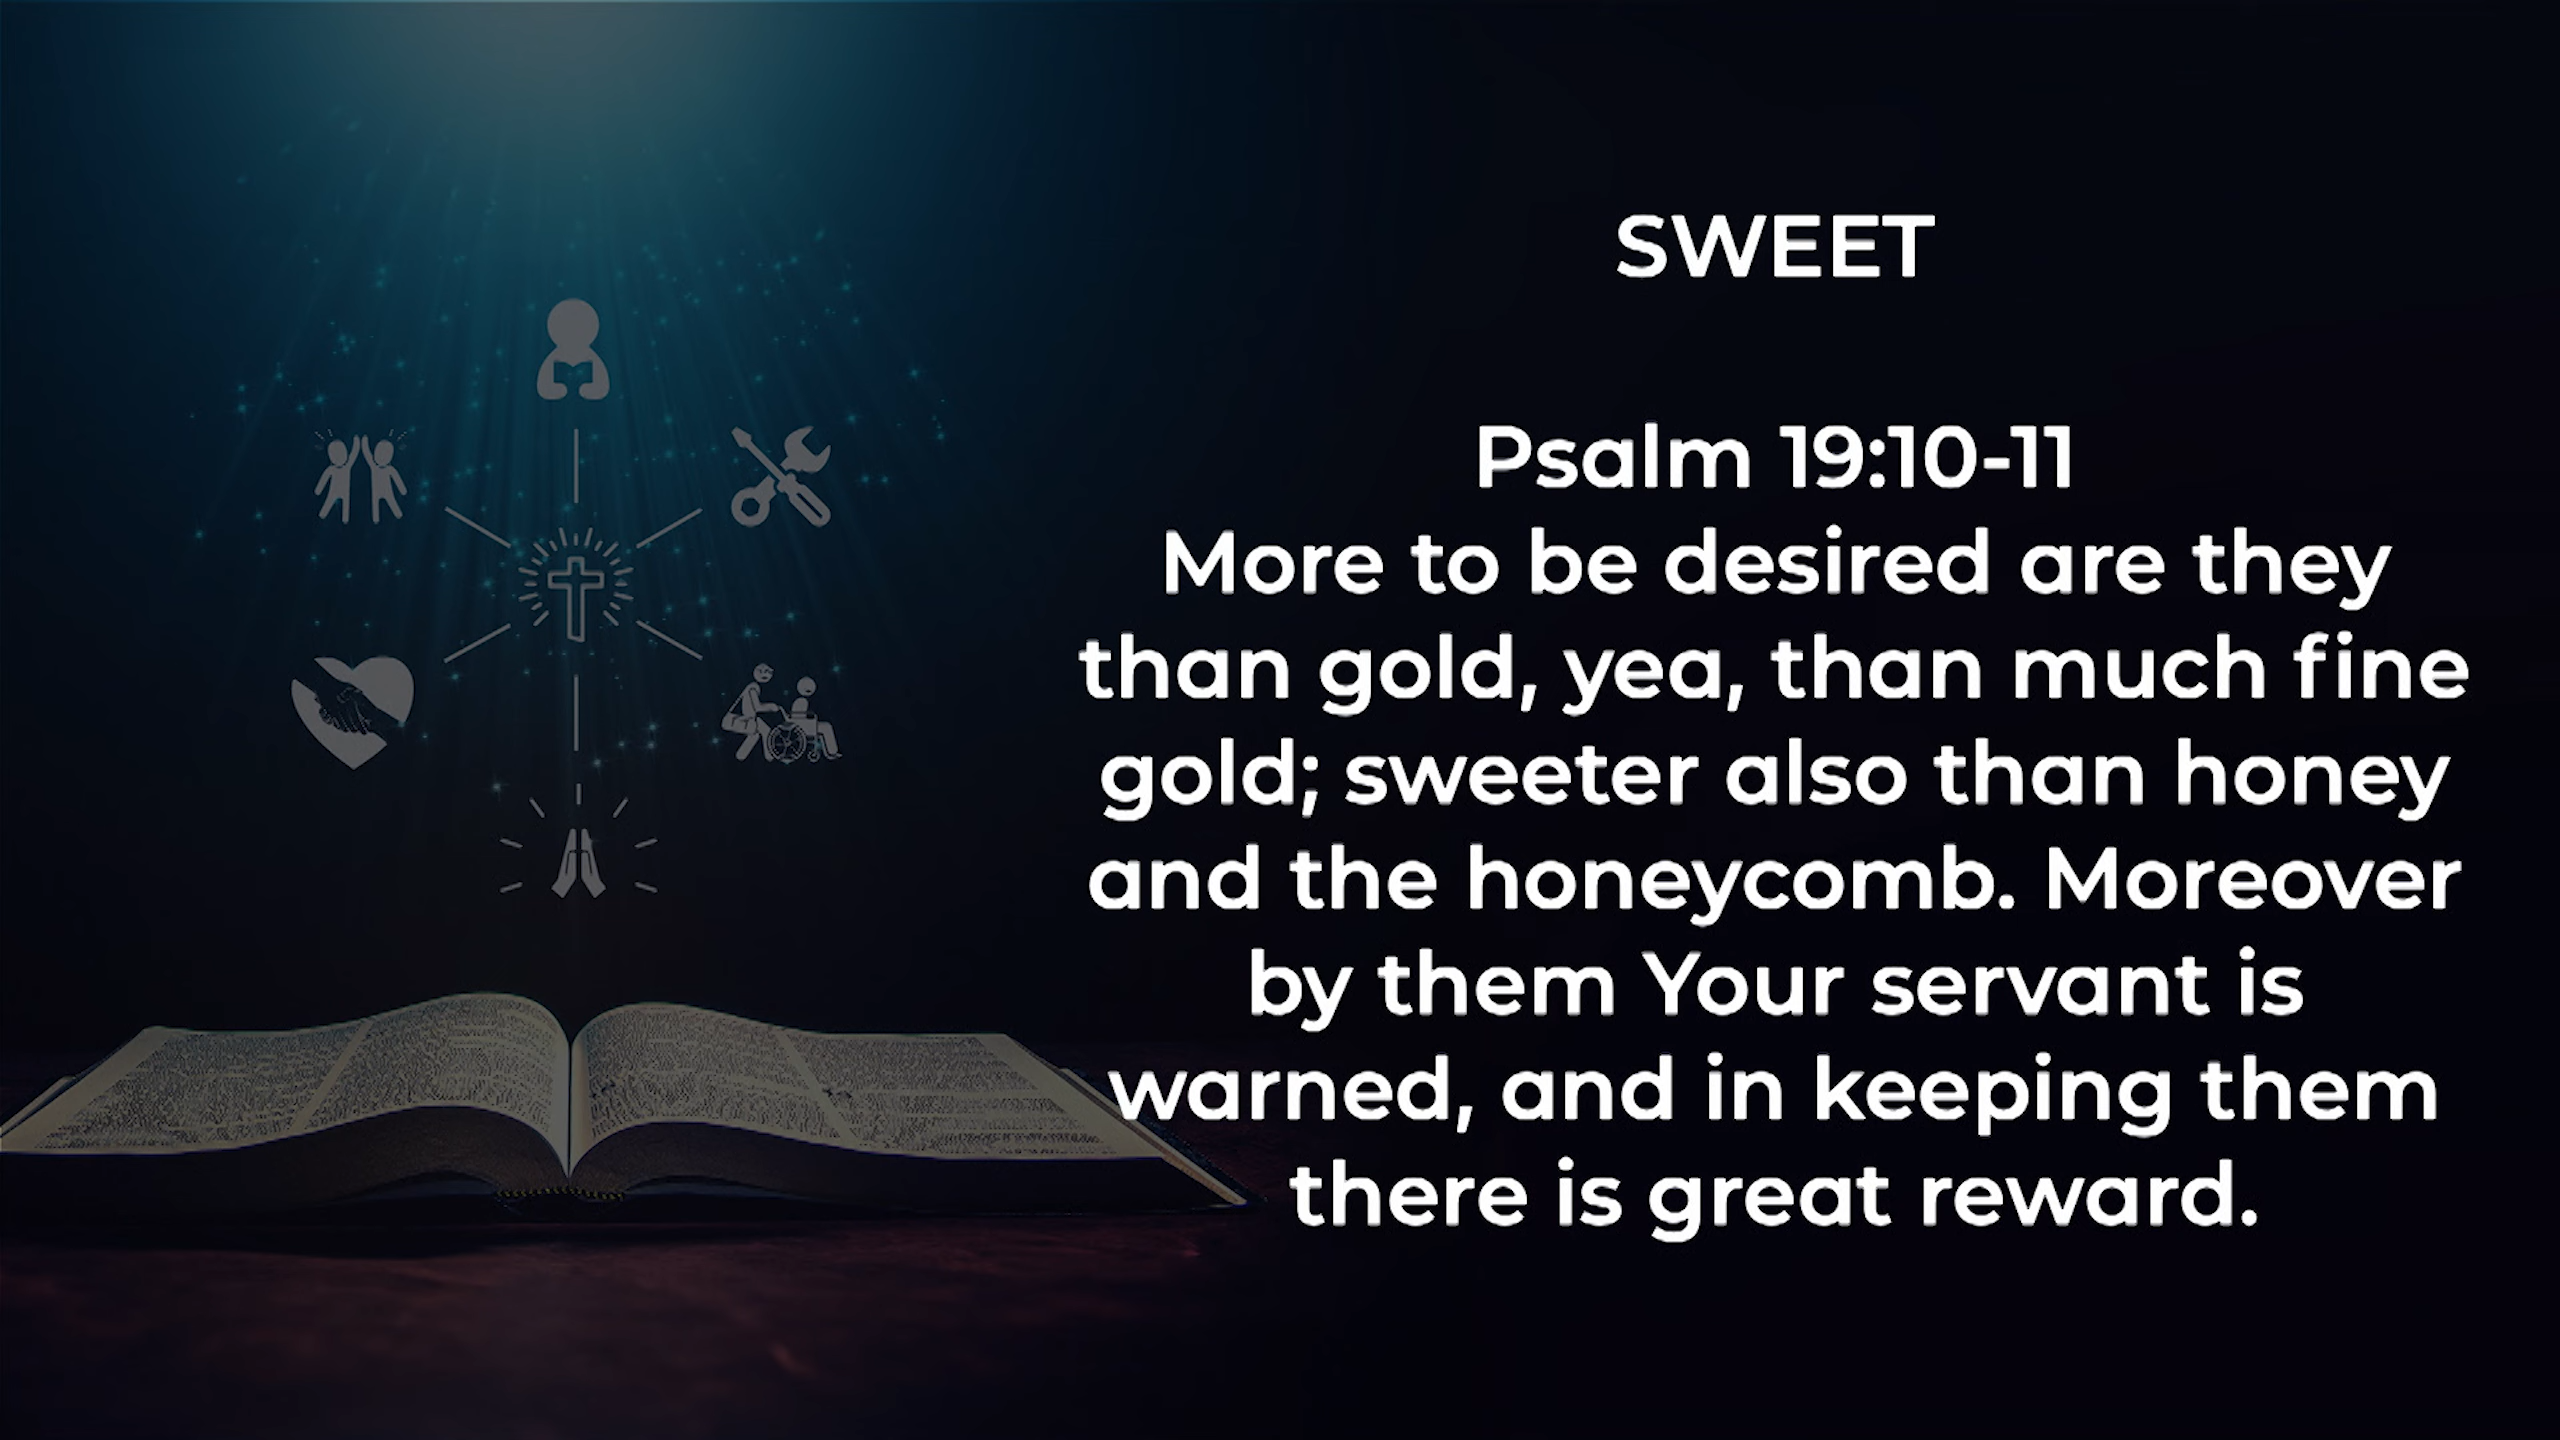 SWEET
Psalm 19:10-11
More to be desired are they
than gold, yea, than much fine
gold; sweeter also than honey
and the honeycomb. Moreover
by them Your servant is
warned, and in keeping them
there is great reward.